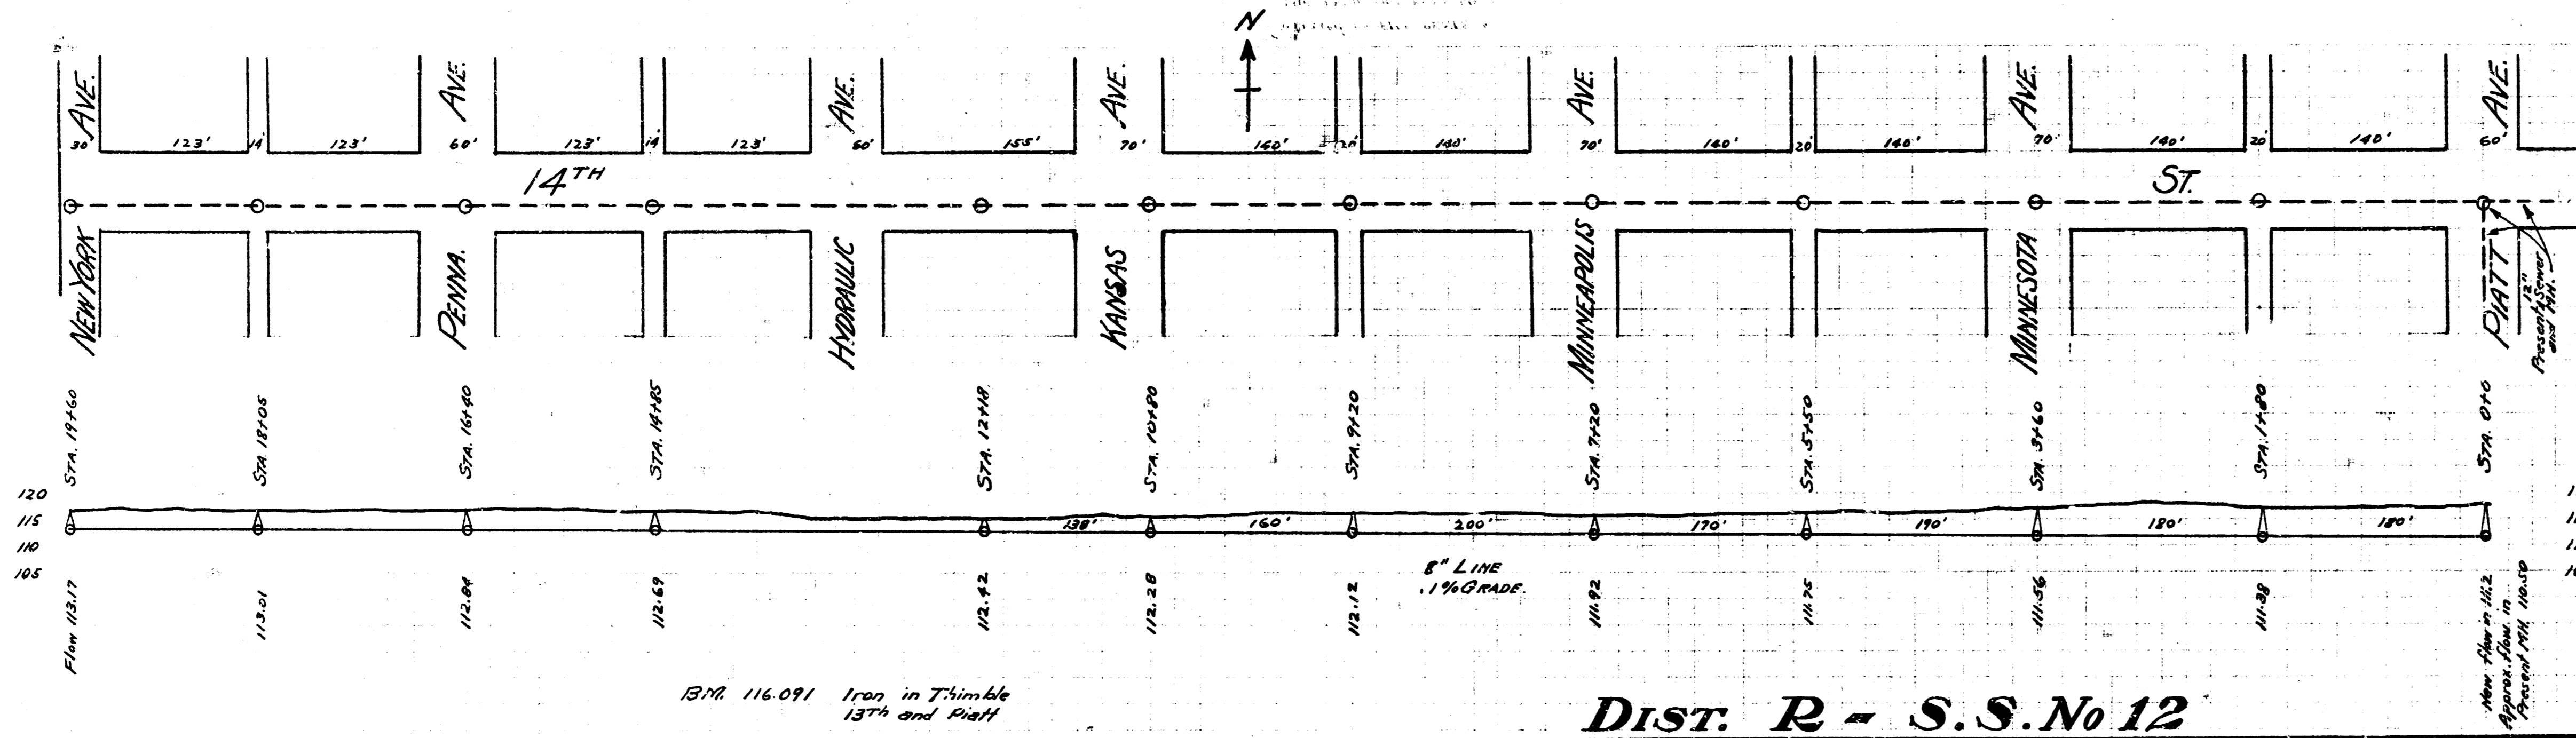 N
AVE.
AVE.
AVE.
AVE.
AVE.
AVE.
AVE.
30' 123' 14' 123' 60' 123' 14' 123' 60' 155' 70' 140' 20' 140' 70' 140' 20' 140' 70' 140' 20' 140' 60'
14TH ST.
NEW YORK
PENNA.
HYDRAULIC
KANSAS
MINNEAPOLIS
MINNESOTA
PIATT
12"
Present Sewer
and M.H.
STA. 19+60
STA. 18+05
STA. 16+40
STA. 14+85
STA. 12+18
STA. 10+80
STA. 9+20
STA. 7+20
STA. 5+50
STA. 3+60
STA. 1+80
STA. 0+0
120
115
110
105
138' 160' 200' 170' 190' 180' 180'
8" LINE
.1% GRADE.
Flow 113.17
113.01
112.84
112.69
112.42
112.28
112.12
111.92
111.75
111.56
111.38
New flow in 111.2
Approx. flow in
Present M.H. 110.50
B.M. 116.091 Iron in Thimble
13Th and Piatt
DIST. R - S.S. No 12